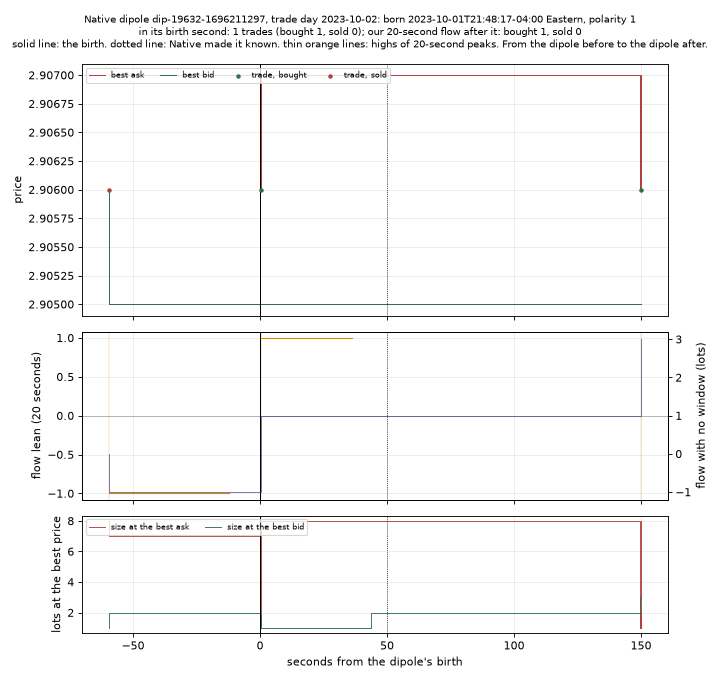 Native dipole dip-19632-1696211297, trade day 2023-10-02: born 2023-10-01T21:48:17-04:00 Eastern, polarity 1
in its birth second: 1 trades (bought 1, sold 0); our 20-second flow after it: bought 1, sold 0
solid line: the birth. dotted line: Native made it known. thin orange lines: highs of 20-second peaks. From the dipole before to the dipole after.
best ask best bid trade, bought trade, sold
price
2.90700
2.90675
2.90650
2.90625
2.90600
2.90575
2.90550
2.90525
2.90500
flow lean (20 seconds)
1.0
0.5
0.0
−0.5
−1.0
3
2
1
0
−1
flow with no window (lots)
size at the best ask size at the best bid
lots at the best price
8
6
4
2
−50 0 50 100 150
seconds from the dipole's birth